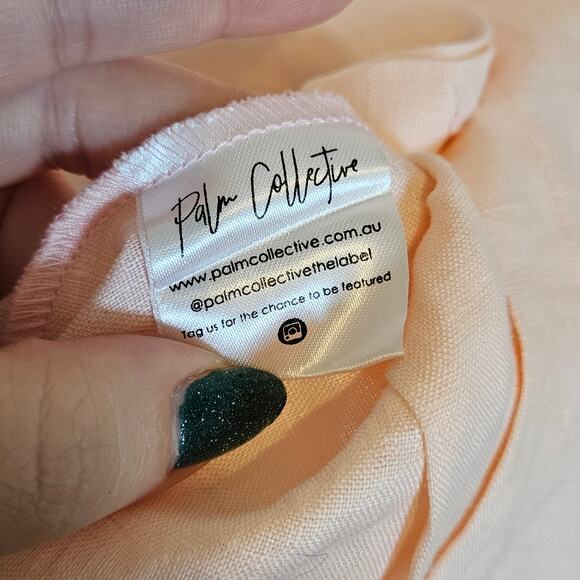 Palm Collective
www.palmcollective.com.au
@palmcollectivethelabel
Tag us for the chance to be featured